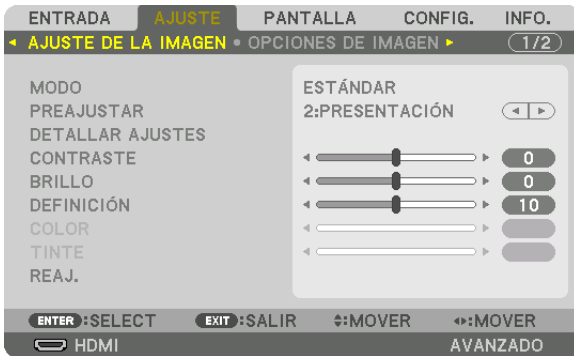 ENTRADA AJUSTE PANTALLA CONFIG. INFO.
AJUSTE DE LA IMAGEN • OPCIONES DE IMAGEN 1/2
MODO ESTÁNDAR
PREAJUSTAR 2:PRESENTACIÓN
DETALLAR AJUSTES
CONTRASTE 0
BRILLO 0
DEFINICIÓN 10
COLOR
TINTE
REAJ.
ENTER :SELECT EXIT :SALIR :MOVER :MOVER
HDMI AVANZADO